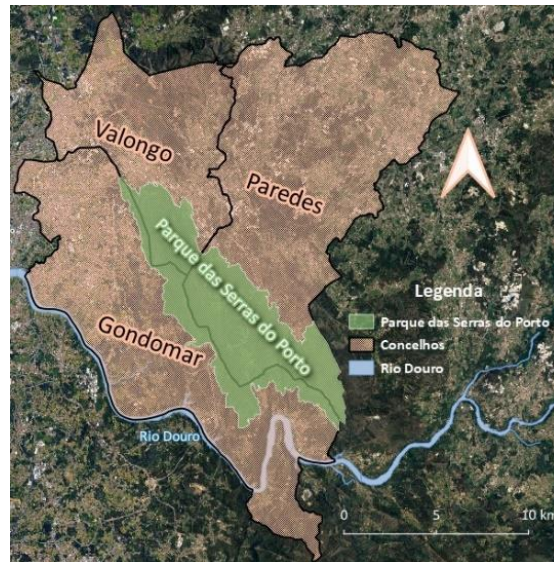 Valongo
Paredes
Parque das Serras do Porto
Gondomar
Legenda
Parque das Serras do Porto
Concelhos
Rio Douro
Rio Douro
0 5 10 km